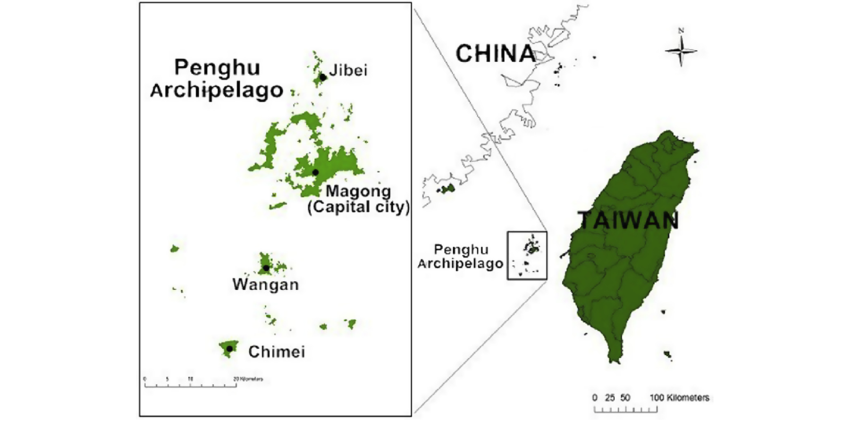 Penghu
Archipelago
Jibei
Magong
(Capital city)
Wangan
Chimei
0 5 10 20 Kilometers
CHINA
N
TAIWAN
Penghu
Archipelago
0 25 50 100 Kilometers